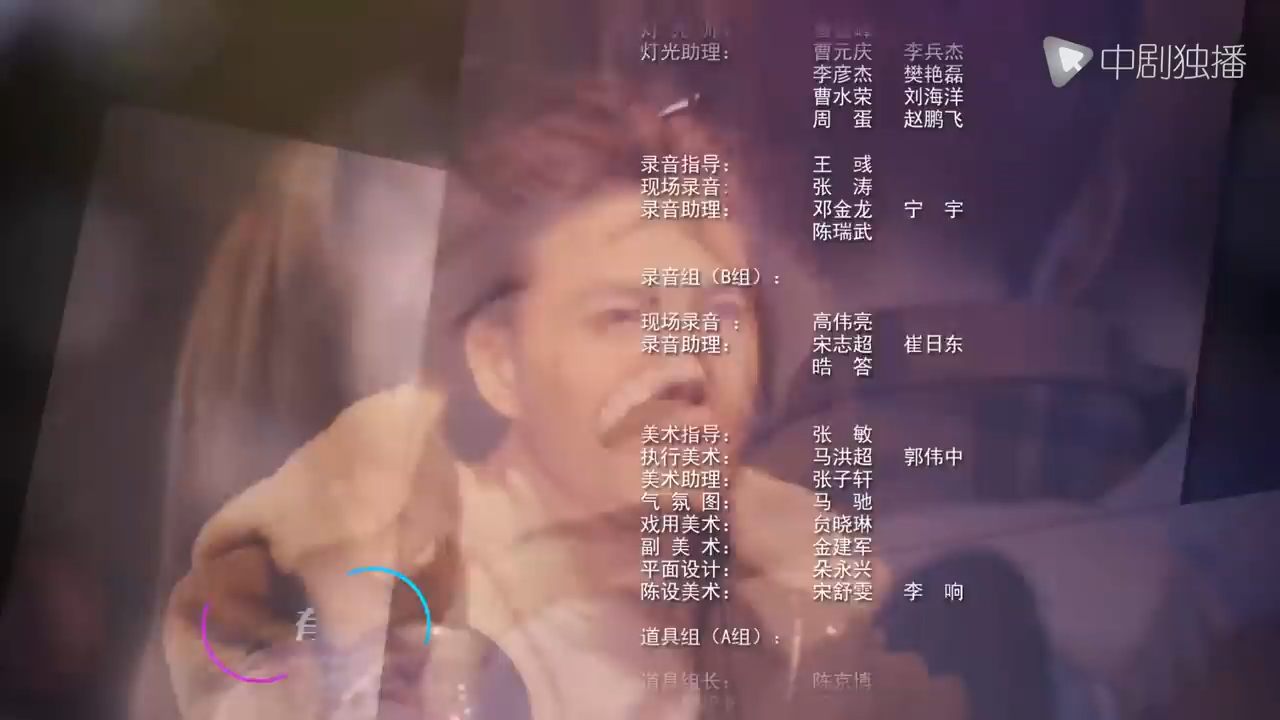 中剧独播
灯光助理： 曹元庆 李兵杰
李彦杰 樊艳磊
曹水荣 刘海洋
周 蛋 赵鹏飞
录音指导： 王 彧
现场录音： 张 涛
录音助理： 邓金龙 宁 宇
陈瑞武
录音组（B组）：
现场录音 ： 高伟亮
录音助理： 宋志超 崔日东
晧 答
美术指导： 张 敏
执行美术： 马洪超 郭伟中
美术助理： 张子轩
气 氛 图： 马 驰
戏用美术： 贠晓琳
副 美 术： 金建军
平面设计： 朵永兴
陈设美术： 宋舒雯 李 响
道具组（A组）：
道具组长： 陈京博